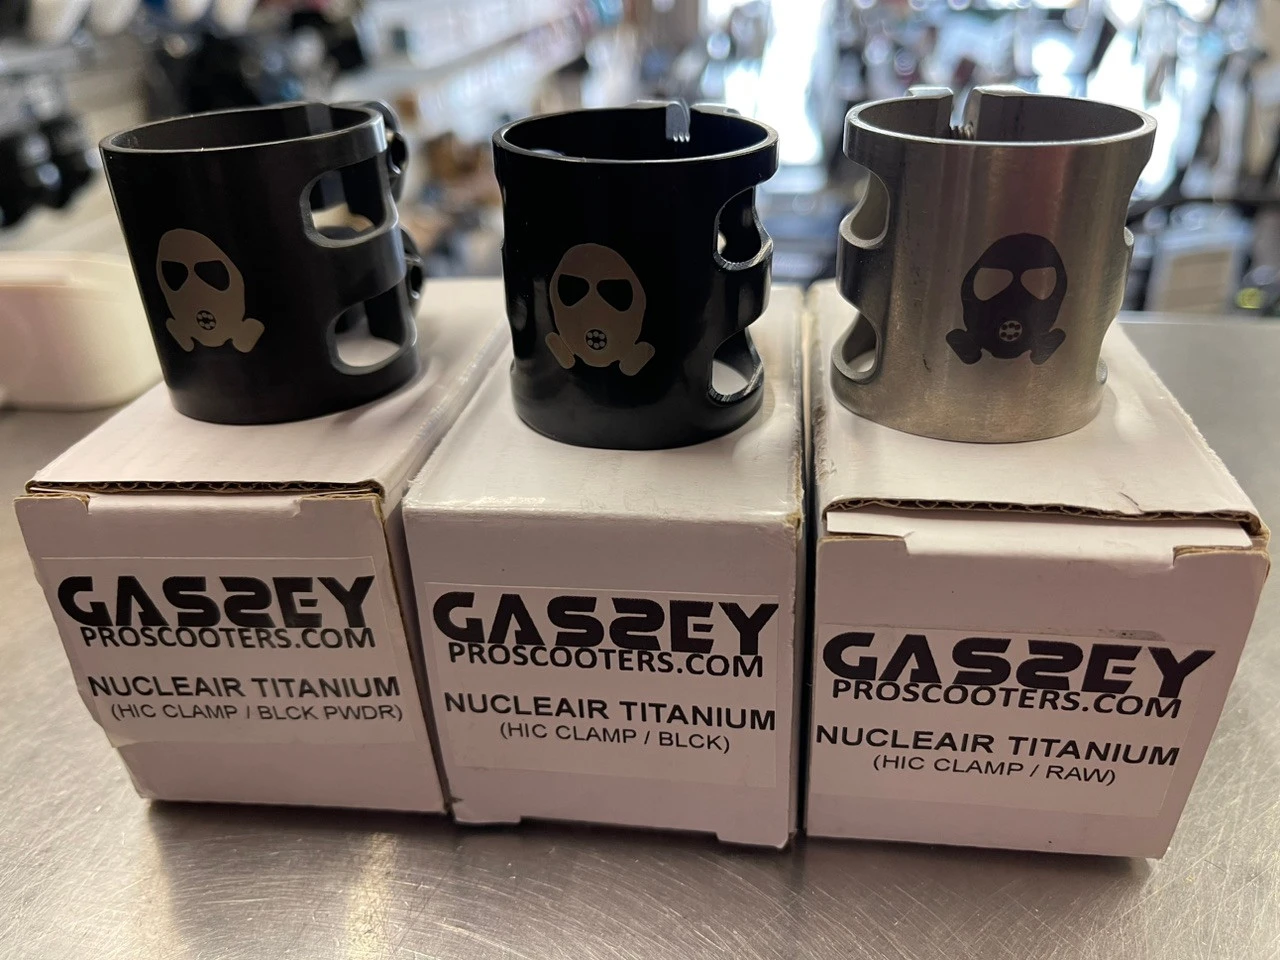 GASSEY
PROSCOOTERS.COM
NUCLEAIR TITANIUM
(HIC CLAMP / BLCK PWDR)
GASSEY
PROSCOOTERS.COM
NUCLEAIR TITANIUM
(HIC CLAMP / BLCK)
GASSEY
PROSCOOTERS.COM
NUCLEAIR TITANIUM
(HIC CLAMP / RAW)